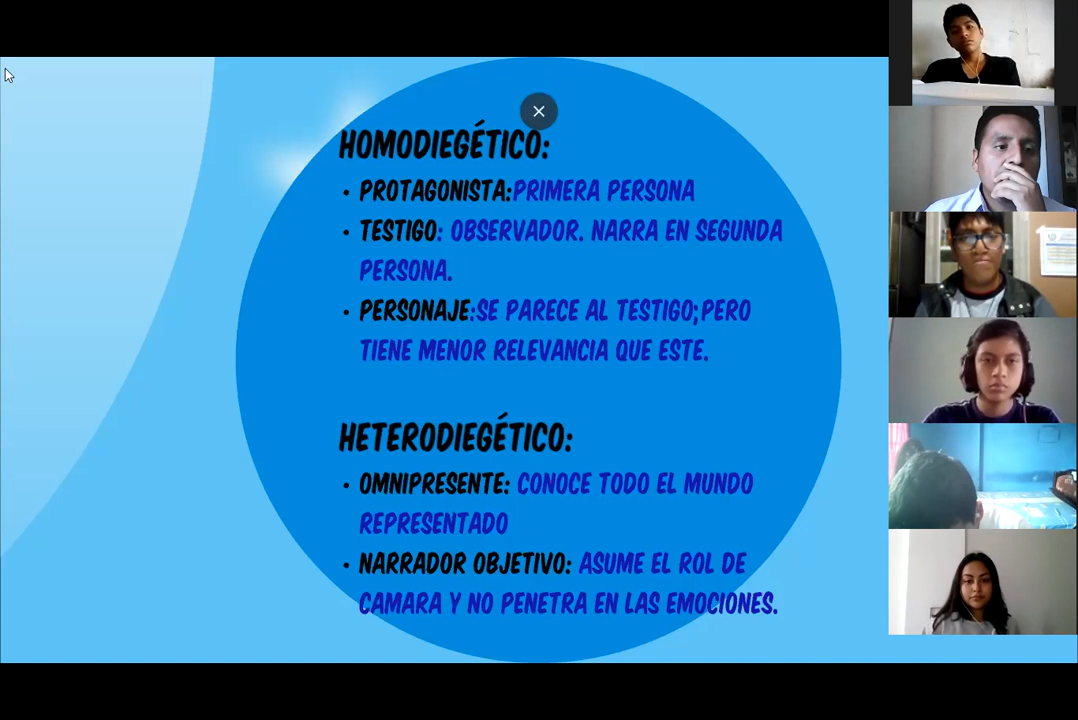 HOMODIEGÉTICO:
• PROTAGONISTA:PRIMERA PERSONA
• TESTIGO: OBSERVADOR. NARRA EN SEGUNDA
PERSONA.
• PERSONAJE:SE PARECE AL TESTIGO;PERO
TIENE MENOR RELEVANCIA QUE ESTE.
HETERODIEGÉTICO:
• OMNIPRESENTE: CONOCE TODO EL MUNDO
REPRESENTADO
• NARRADOR OBJETIVO: ASUME EL ROL DE
CAMARA Y NO PENETRA EN LAS EMOCIONES.